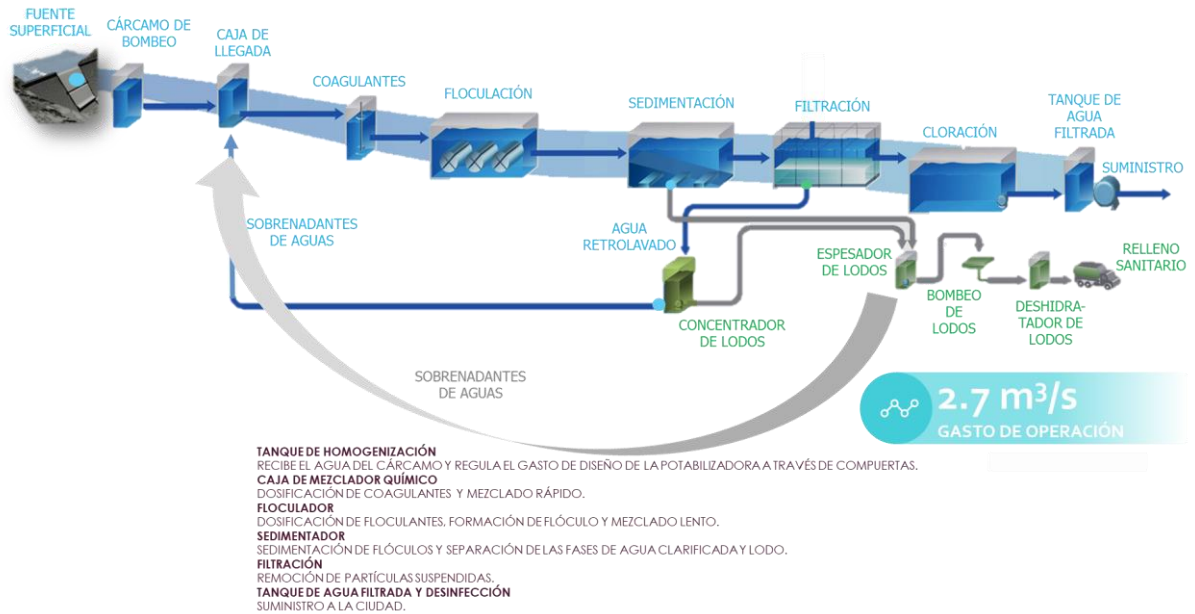 FUENTE
SUPERFICIAL
CÁRCAMO DE
BOMBEO
CAJA DE
LLEGADA
COAGULANTES
FLOCULACIÓN
SEDIMENTACIÓN
FILTRACIÓN
CLORACIÓN
TANQUE DE
AGUA
FILTRADA
SUMINISTRO
SOBRENADANTES
DE AGUAS
AGUA
RETROLAVADO
CONCENTRADOR
DE LODOS
ESPESADOR
DE LODOS
BOMBEO
DE
LODOS
DESHIDRA-
TADOR DE
LODOS
RELLENO
SANITARIO
SOBRENADANTES
DE AGUAS
2.7 m³/s
GASTO DE OPERACIÓN
TANQUE DE HOMOGENIZACIÓN
RECIBE EL AGUA DEL CÁRCAMO Y REGULA EL GASTO DE DISEÑO DE LA POTABILIZADORA A TRAVÉS DE COMPUERTAS.
CAJA DE MEZCLADOR QUÍMICO
DOSIFICACIÓN DE COAGULANTES Y MEZCLADO RÁPIDO.
FLOCULADOR
DOSIFICACIÓN DE FLOCULANTES, FORMACIÓN DE FLÓCULO Y MEZCLADO LENTO.
SEDIMENTADOR
SEDIMENTACIÓN DE FLÓCULOS Y SEPARACIÓN DE LAS FASES DE AGUA CLARIFICADA Y LODO.
FILTRACIÓN
REMOCIÓN DE PARTÍCULAS SUSPENDIDAS.
TANQUE DE AGUA FILTRADA Y DESINFECCIÓN
SUMINISTRO A LA CIUDAD.